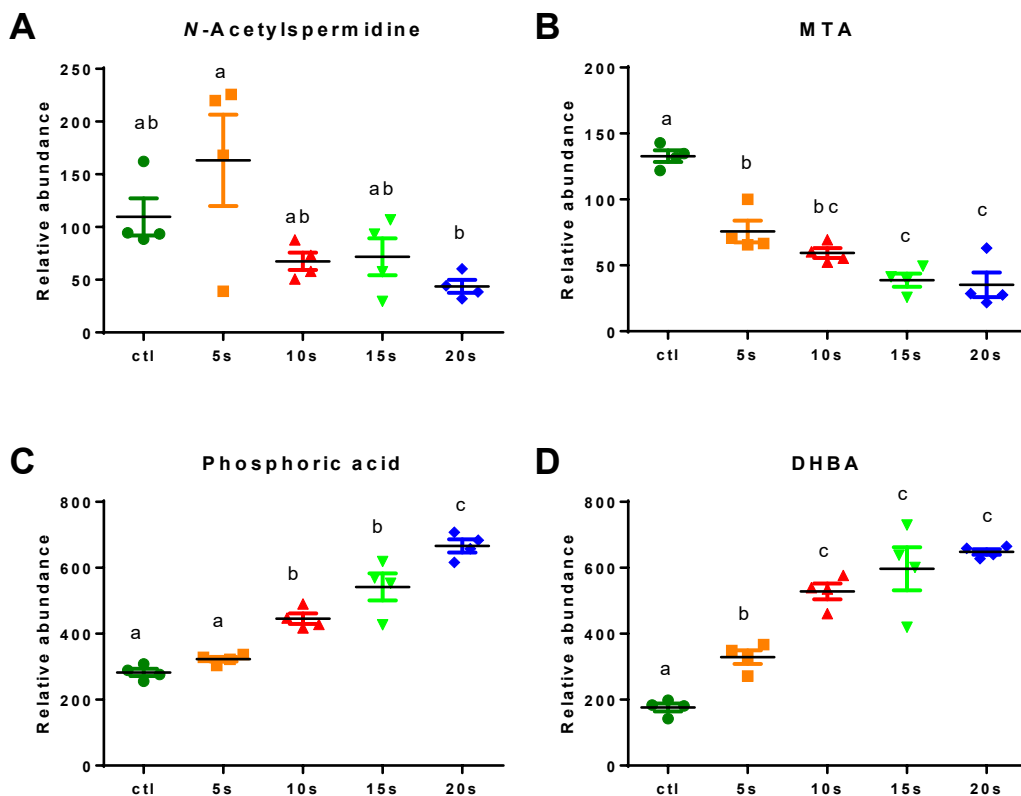 A
N-Acetylspermidine
Relative abundance
250
200
150
100
50
0
ab
a
ab
ab
b
ctl 5s 10s 15s 20s
B
MTA
Relative abundance
200
150
100
50
0
a
b
bc
c
c
ctl 5s 10s 15s 20s
C
Phosphoric acid
Relative abundance
800
600
400
200
0
a
a
b
b
c
ctl 5s 10s 15s 20s
D
DHBA
Relative abundance
800
600
400
200
0
a
b
c
c
c
ctl 5s 10s 15s 20s